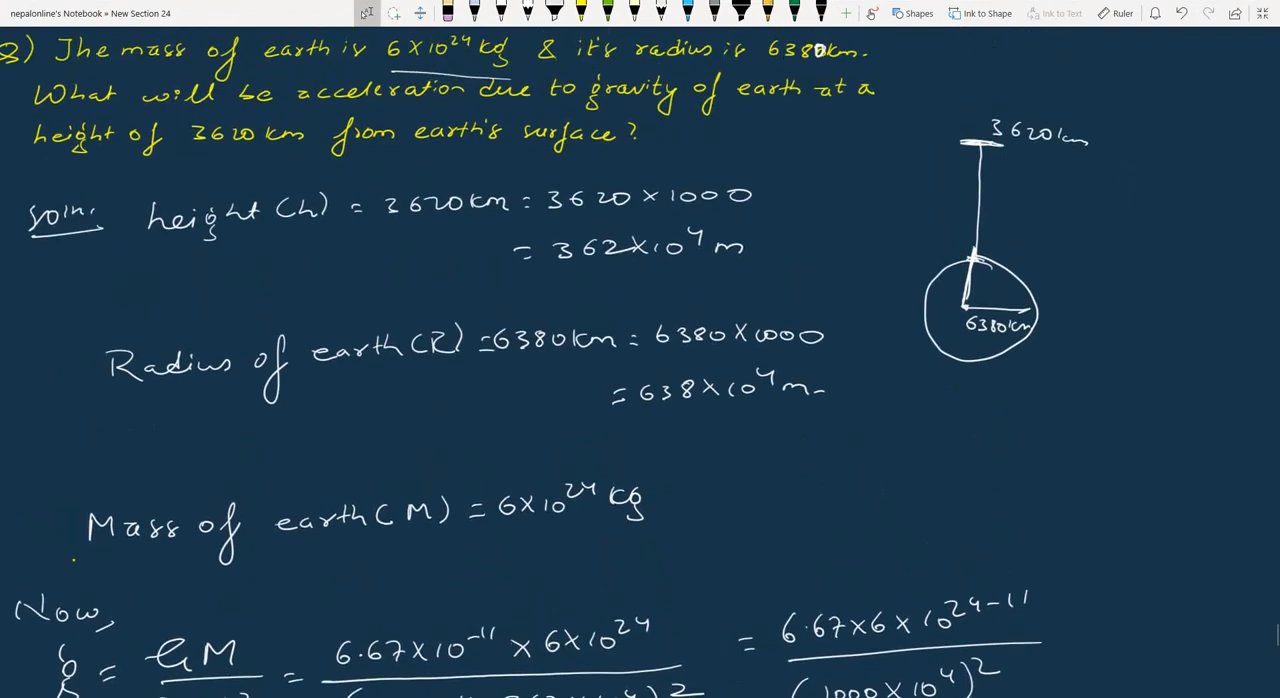 nepalonline's Notebook » New Section 24
Shapes Ink to Shape Ink to Text Ruler
Q) The mass of earth is 6×10²⁴ kg & it's radius is 6380km.
What will be acceleration due to gravity of earth at a
height of 3620 km from earth's surface?
3620km
soln. height (h) = 3620km = 3620 × 1000
= 362×10⁴ m
6380km
Radius of earth (R) = 6380km = 6380 × 1000
= 638 × 10⁴ m
Mass of earth (M) = 6×10²⁴ kg
Now,
g = GM = 6.67×10⁻¹¹ × 6×10²⁴ = 6.67×6×10²⁴⁻¹¹
(1000×10⁴)²